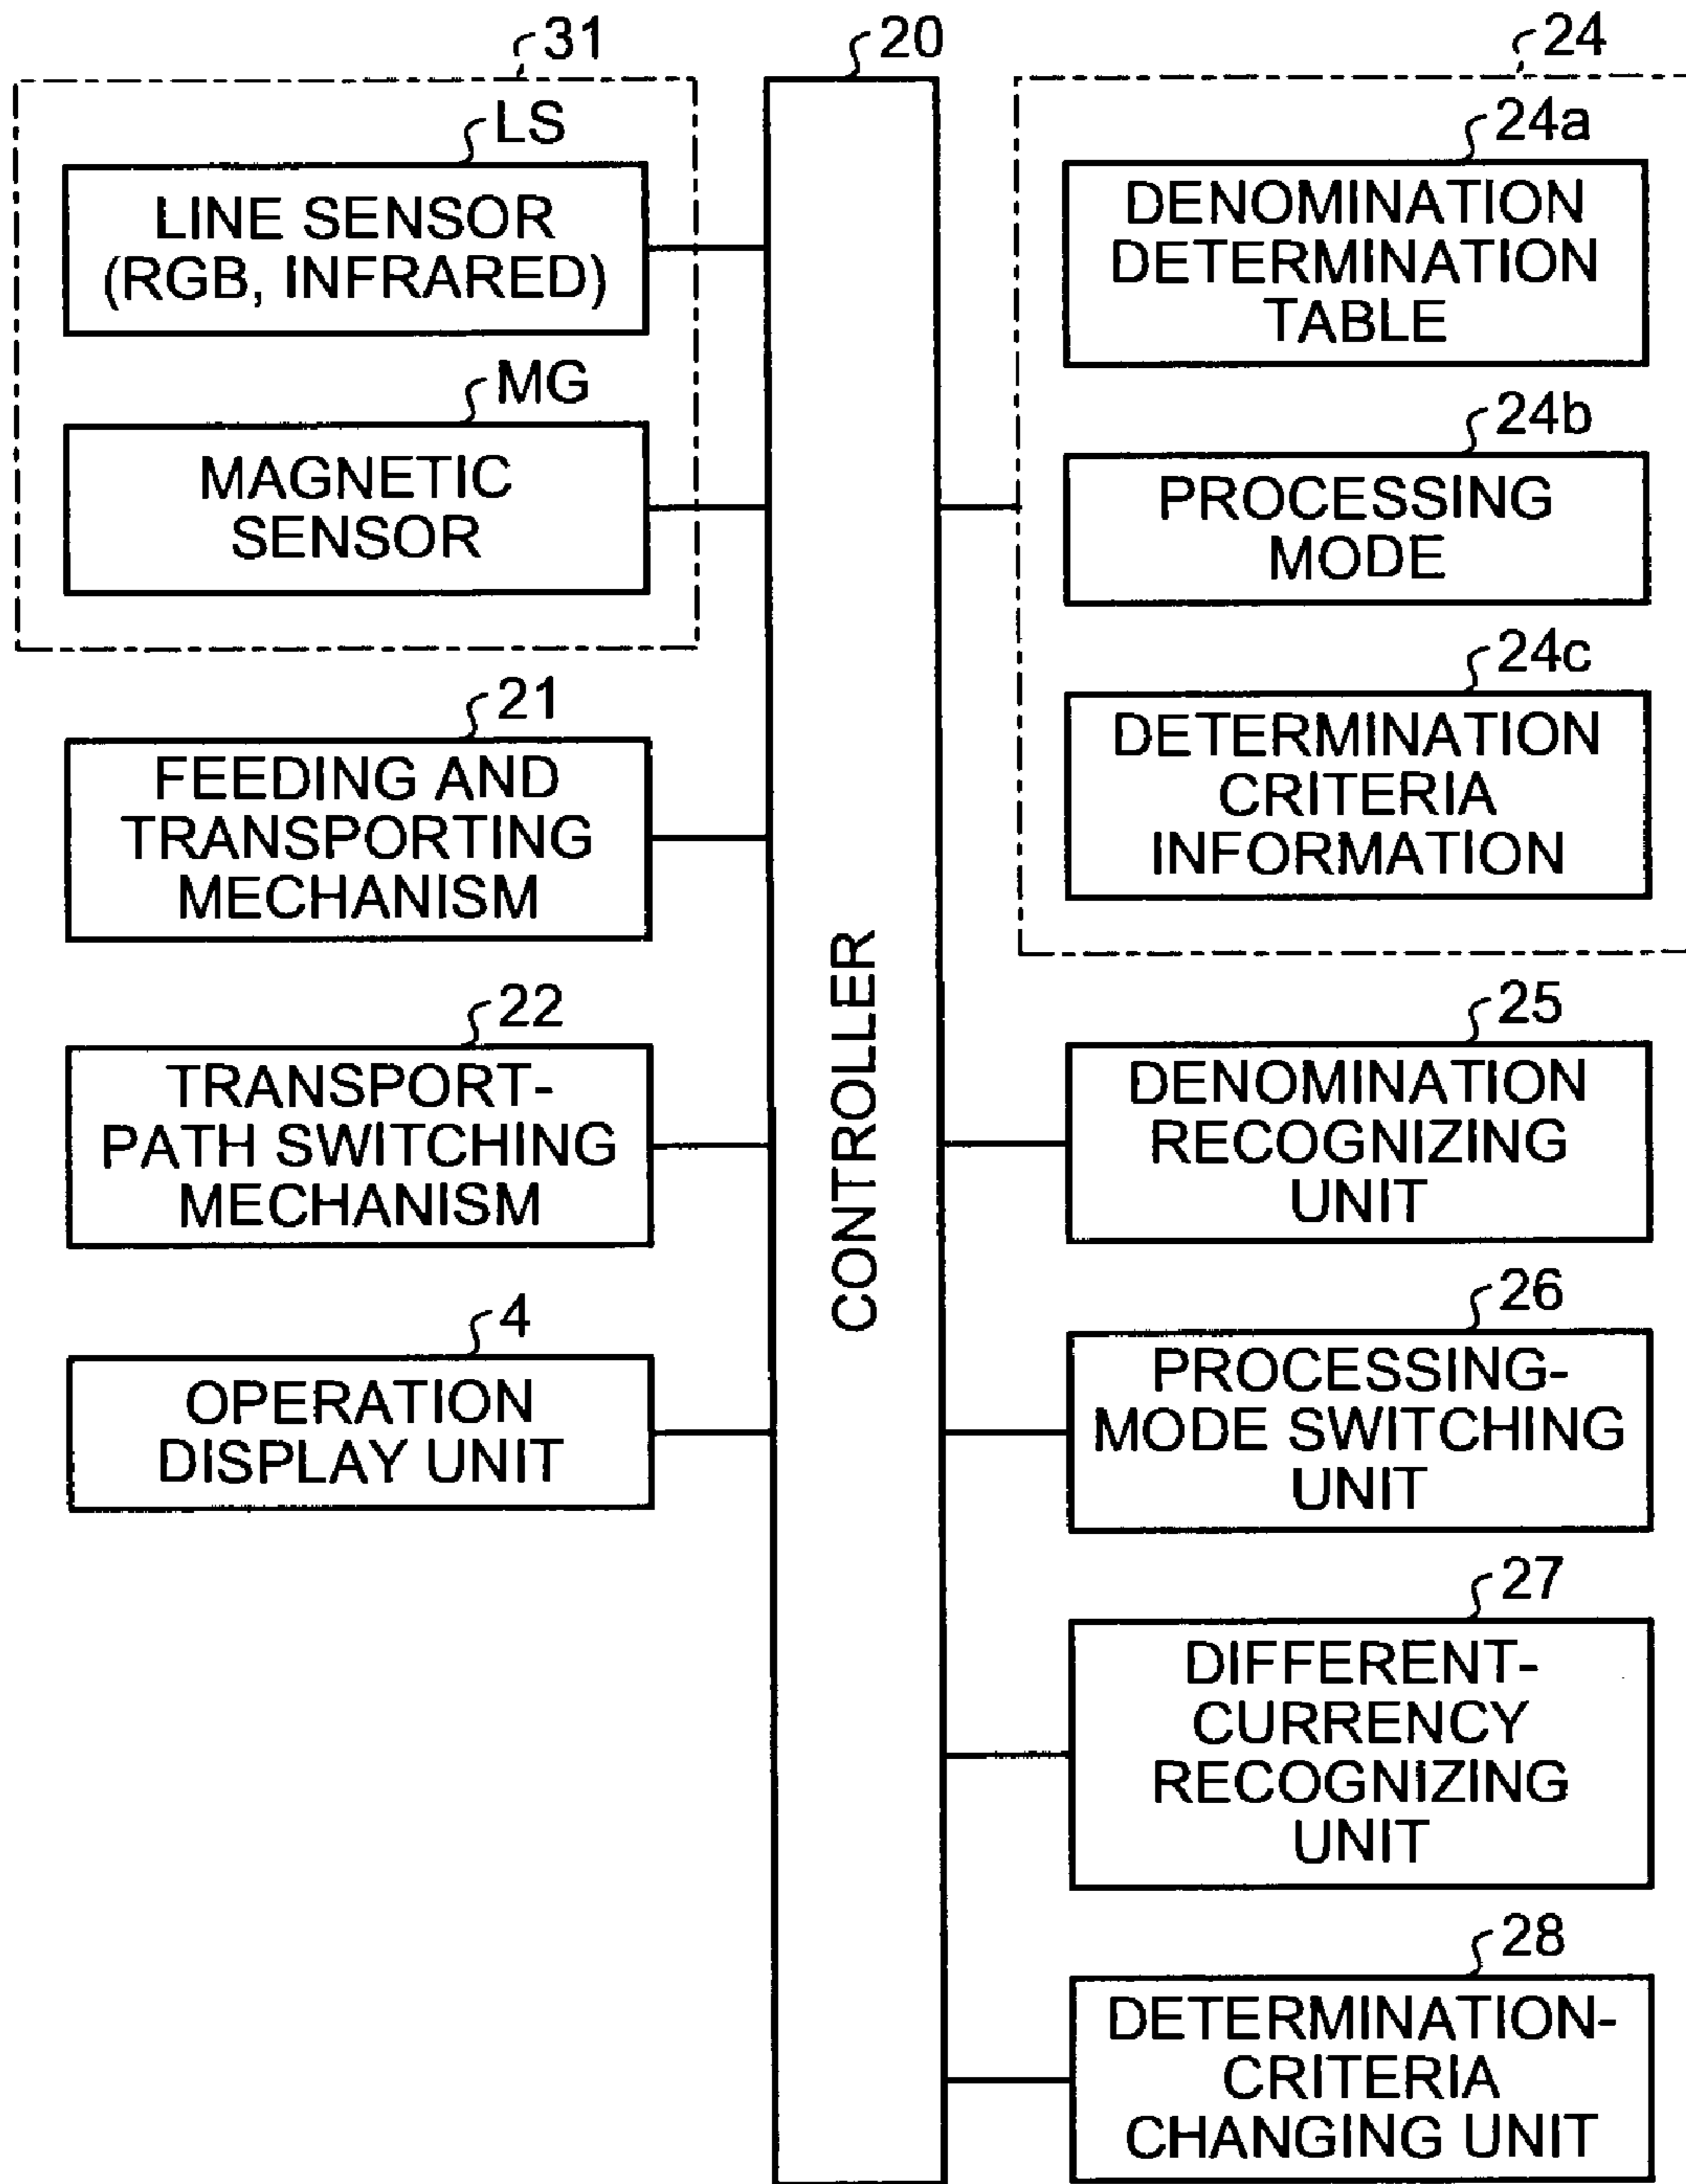 31
LS
LINE SENSOR
(RGB, INFRARED)
MG
MAGNETIC
SENSOR
21
FEEDING AND
TRANSPORTING
MECHANISM
22
TRANSPORT-
PATH SWITCHING
MECHANISM
4
OPERATION
DISPLAY UNIT
20
CONTROLLER
24
24a
DENOMINATION
DETERMINATION
TABLE
24b
PROCESSING
MODE
24c
DETERMINATION
CRITERIA
INFORMATION
25
DENOMINATION
RECOGNIZING
UNIT
26
PROCESSING-
MODE SWITCHING
UNIT
27
DIFFERENT-
CURRENCY
RECOGNIZING
UNIT
28
DETERMINATION-
CRITERIA
CHANGING UNIT